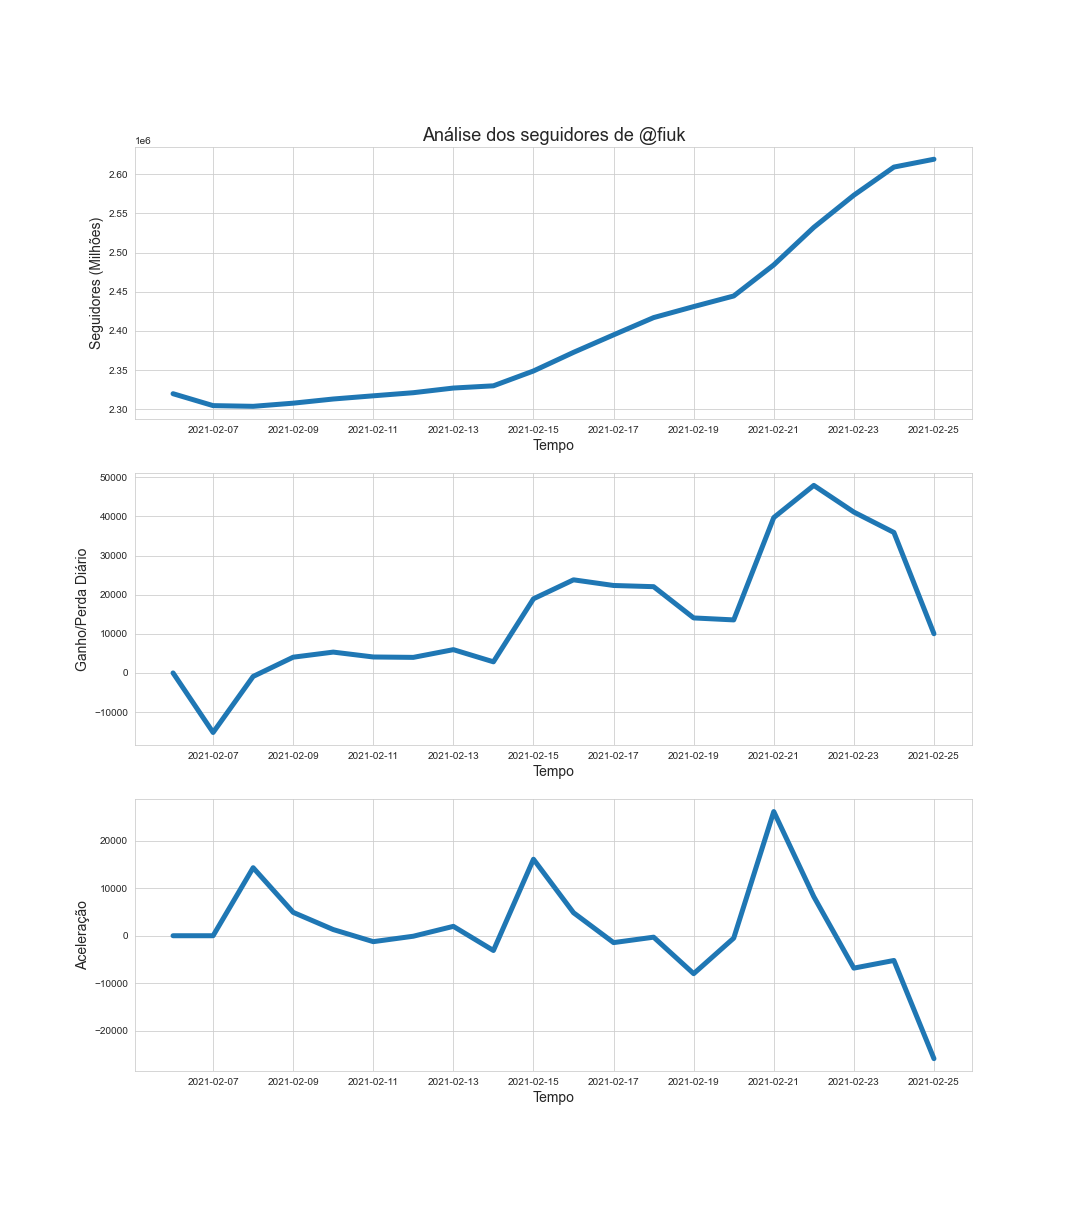 Análise dos seguidores de @fiuk
1e6
Seguidores (Milhões)
2.60
2.55
2.50
2.45
2.40
2.35
2.30
2021-02-07 2021-02-09 2021-02-11 2021-02-13 2021-02-15 2021-02-17 2021-02-19 2021-02-21 2021-02-23 2021-02-25
Tempo
Ganho/Perda Diário
50000
40000
30000
20000
10000
0
−10000
2021-02-07 2021-02-09 2021-02-11 2021-02-13 2021-02-15 2021-02-17 2021-02-19 2021-02-21 2021-02-23 2021-02-25
Tempo
Aceleração
20000
10000
0
−10000
−20000
2021-02-07 2021-02-09 2021-02-11 2021-02-13 2021-02-15 2021-02-17 2021-02-19 2021-02-21 2021-02-23 2021-02-25
Tempo